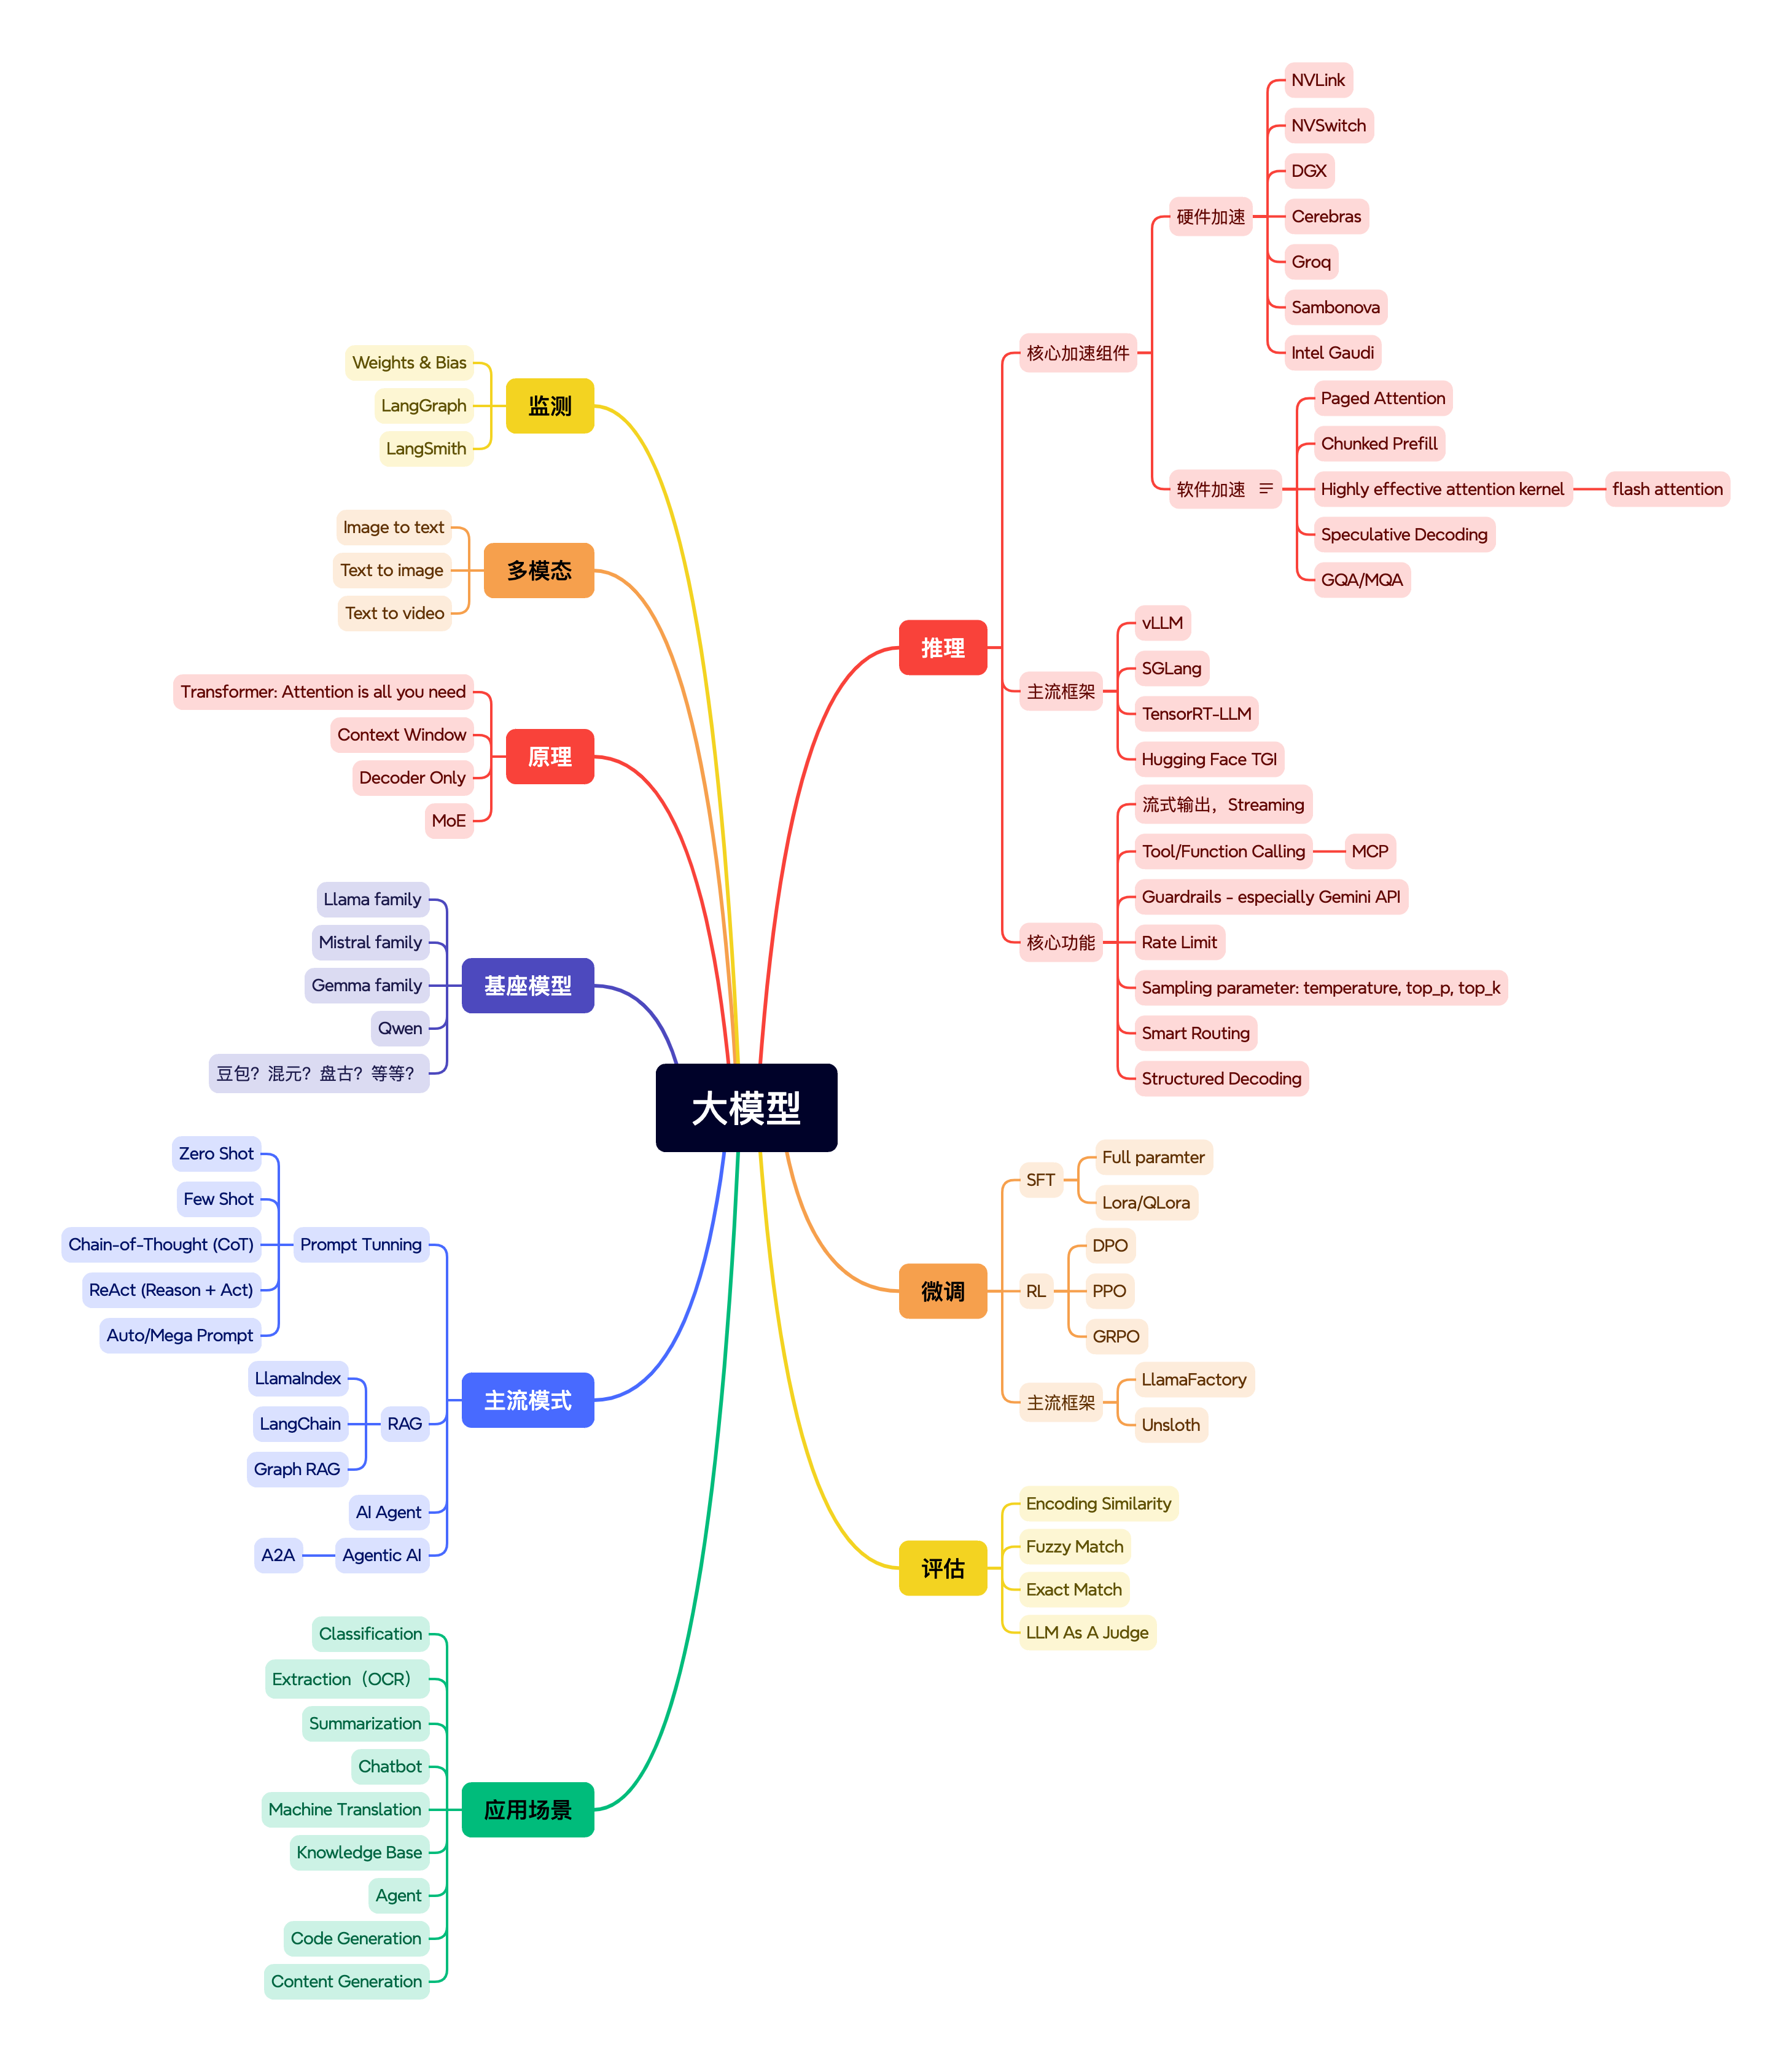 大模型
推理
核心加速组件
硬件加速
NVLink
NVSwitch
DGX
Cerebras
Groq
Sambonova
Intel Gaudi
软件加速
Paged Attention
Chunked Prefill
Highly effective attention kernel
flash attention
Speculative Decoding
GQA/MQA
主流框架
vLLM
SGLang
TensorRT-LLM
Hugging Face TGI
核心功能
流式输出，Streaming
Tool/Function Calling
MCP
Guardrails - especially Gemini API
Rate Limit
Sampling parameter: temperature, top_p, top_k
Smart Routing
Structured Decoding
微调
SFT
Full paramter
Lora/QLora
RL
DPO
PPO
GRPO
主流框架
LlamaFactory
Unsloth
评估
Encoding Similarity
Fuzzy Match
Exact Match
LLM As A Judge
监测
Weights & Bias
LangGraph
LangSmith
多模态
Image to text
Text to image
Text to video
原理
Transformer: Attention is all you need
Context Window
Decoder Only
MoE
基座模型
Llama family
Mistral family
Gemma family
Qwen
豆包？混元？盘古？等等？
主流模式
Prompt Tunning
Zero Shot
Few Shot
Chain-of-Thought (CoT)
ReAct (Reason + Act)
Auto/Mega Prompt
RAG
LlamaIndex
LangChain
Graph RAG
AI Agent
Agentic AI
A2A
应用场景
Classification
Extraction（OCR）
Summarization
Chatbot
Machine Translation
Knowledge Base
Agent
Code Generation
Content Generation